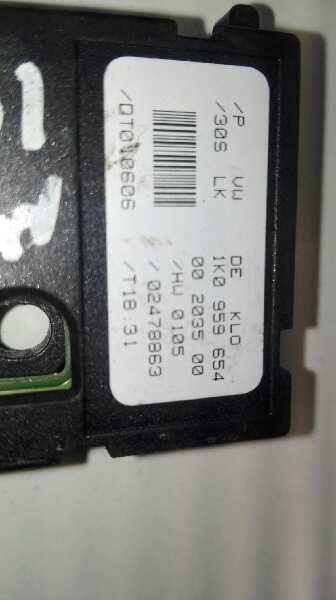 /P VW DE KLO
/30S LK 1K0 959 654
00 2035 00
/HW 0105
/02478863
/DT010606 /T18:31